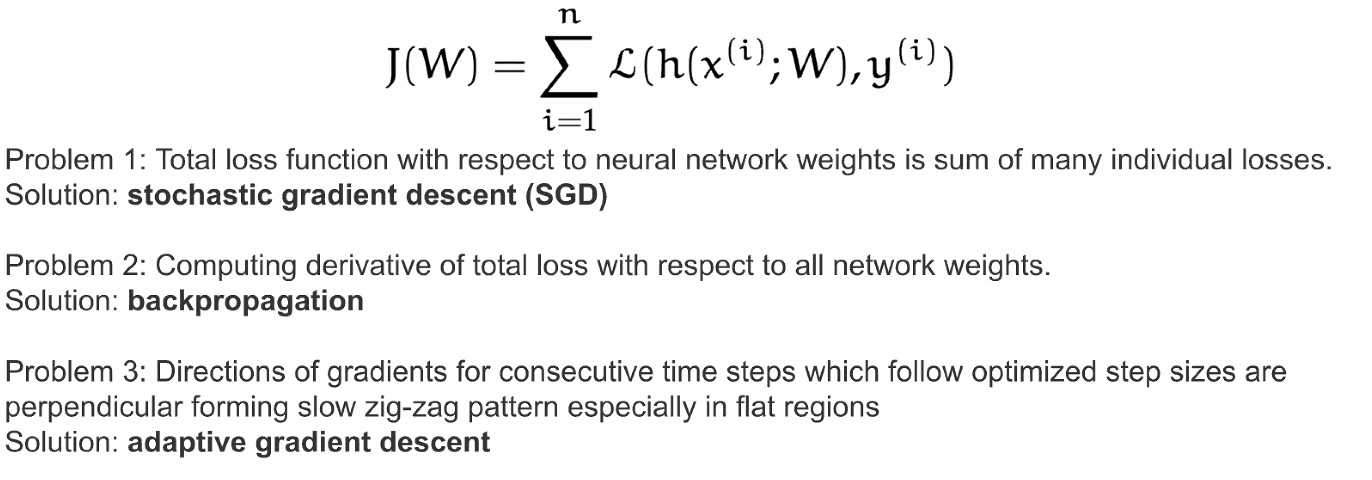 J(W) = \sum_{i=1}^{n} \mathcal{L}(h(x^{(i)}; W), y^{(i)})
Problem 1: Total loss function with respect to neural network weights is sum of many individual losses.
Solution: stochastic gradient descent (SGD)
Problem 2: Computing derivative of total loss with respect to all network weights.
Solution: backpropagation
Problem 3: Directions of gradients for consecutive time steps which follow optimized step sizes are
perpendicular forming slow zig-zag pattern especially in flat regions
Solution: adaptive gradient descent